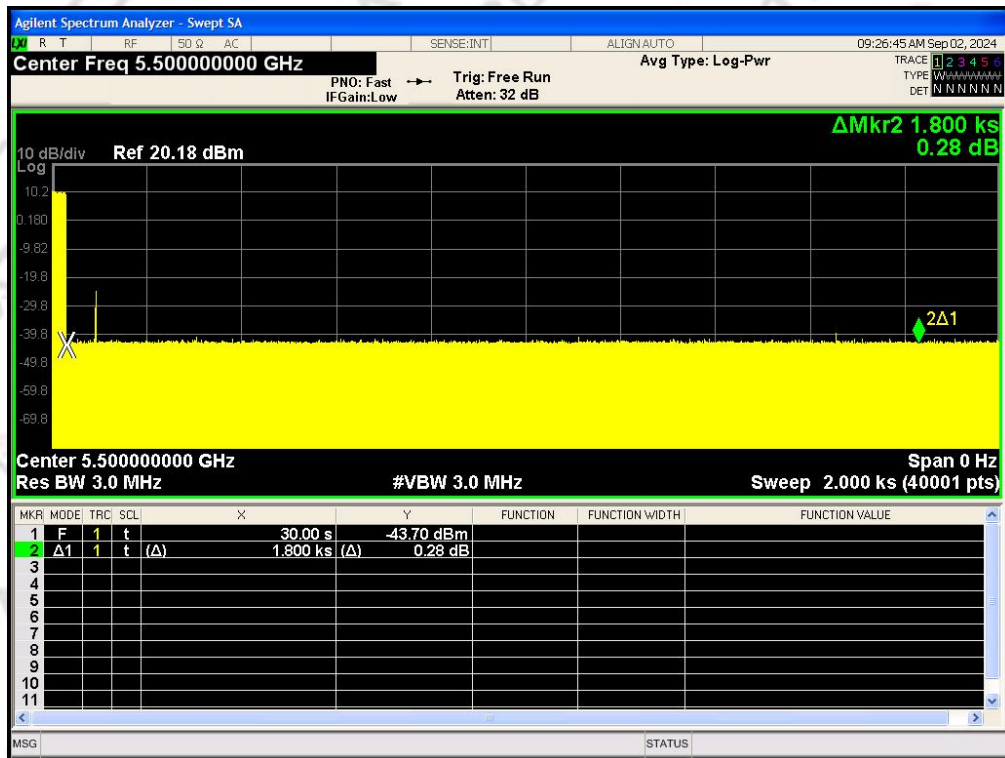 Agilent Spectrum Analyzer - Swept SA
LXI R T RF 50 Ω AC SENSE:INT ALIGN AUTO 09:26:45 AM Sep 02, 2024
Center Freq 5.500000000 GHz
PNO: Fast
IFGain:Low
Trig: Free Run
Atten: 32 dB
Avg Type: Log-Pwr
TRACE 1 2 3 4 5 6
TYPE W
DET N N N N N N
ΔMkr2 1.800 ks
0.28 dB
10 dB/div Ref 20.18 dBm
Log
10.2
0.180
-9.82
-19.8
-29.8
-39.8
-49.8
-59.8
-69.8
X
2Δ1
Center 5.500000000 GHz Span 0 Hz
Res BW 3.0 MHz #VBW 3.0 MHz Sweep 2.000 ks (40001 pts)
MKR MODE TRC SCL X Y FUNCTION FUNCTION WIDTH FUNCTION VALUE
1 F 1 t 30.00 s -43.70 dBm
2 Δ1 1 t (Δ) 1.800 ks (Δ) 0.28 dB
3
4
5
6
7
8
9
10
11
MSG STATUS